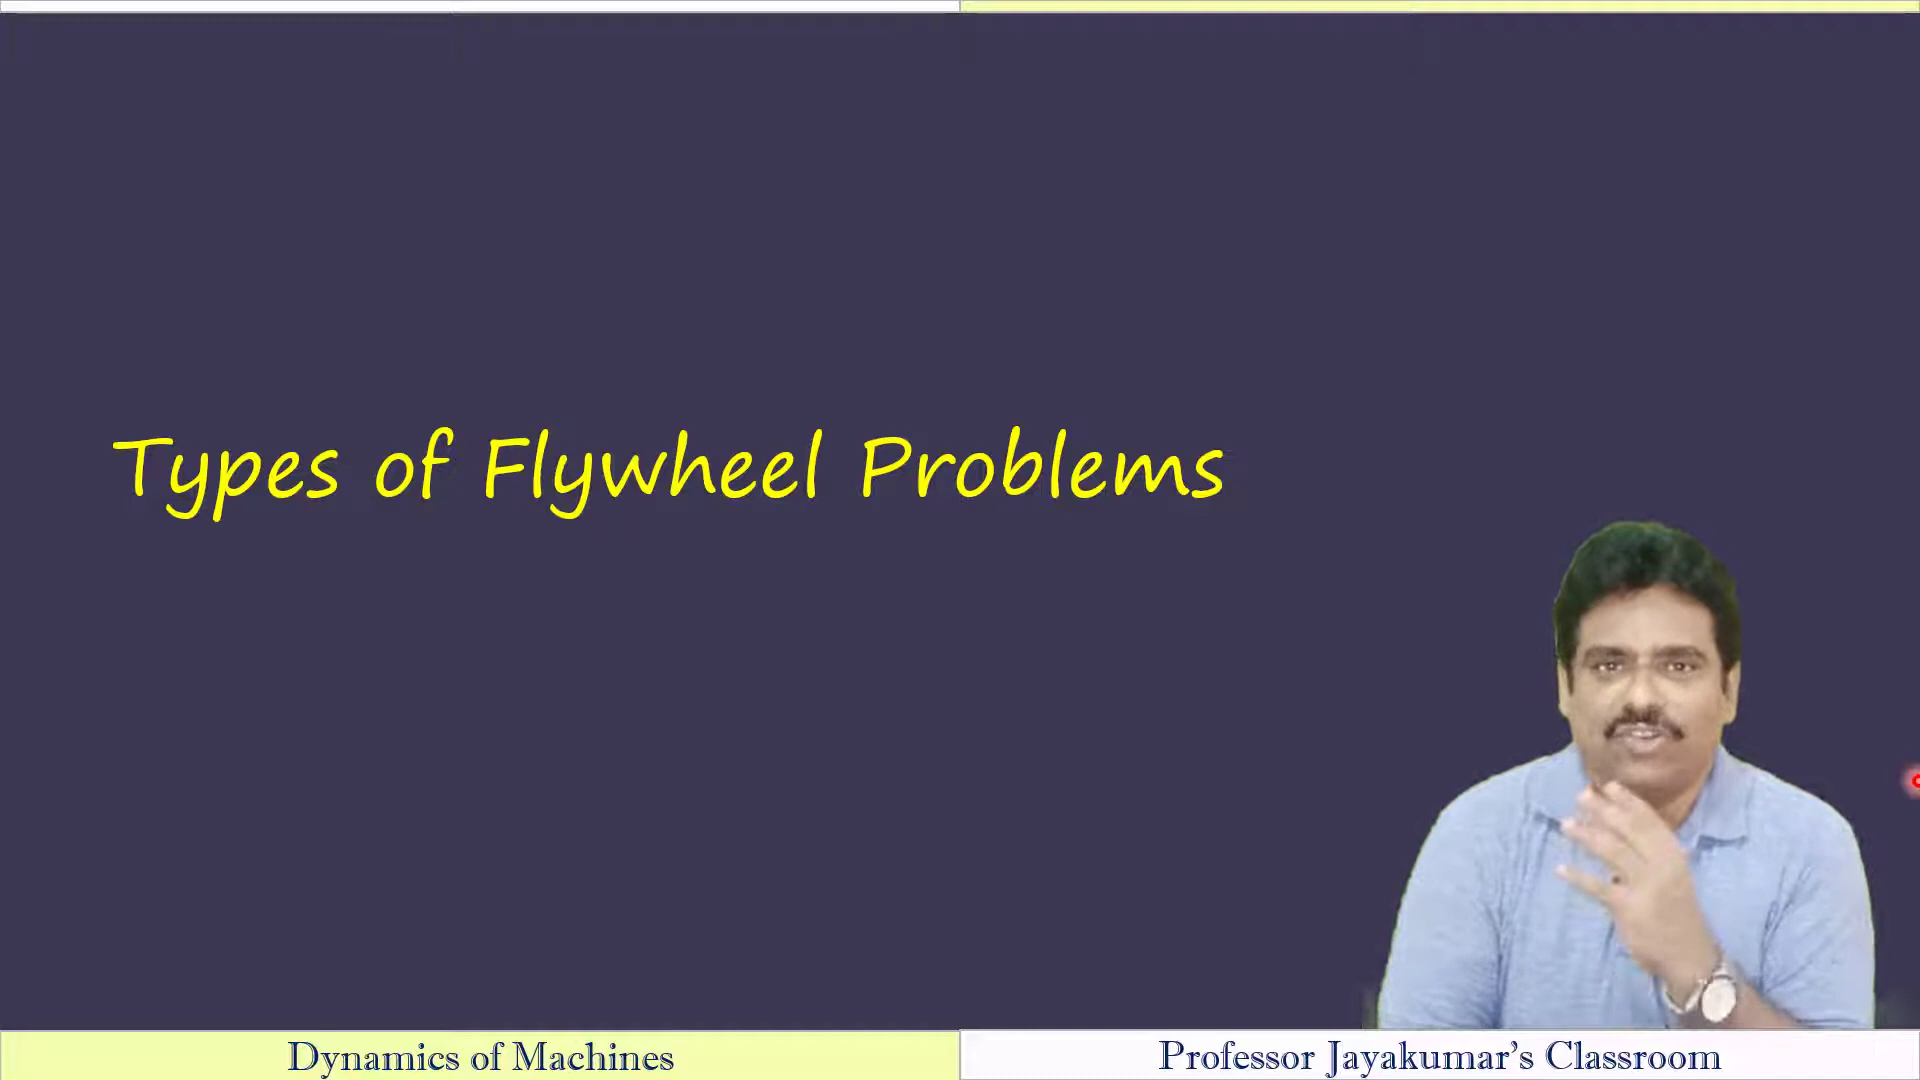 Types of Flywheel Problems
Dynamics of Machines
Professor Jayakumar's Classroom